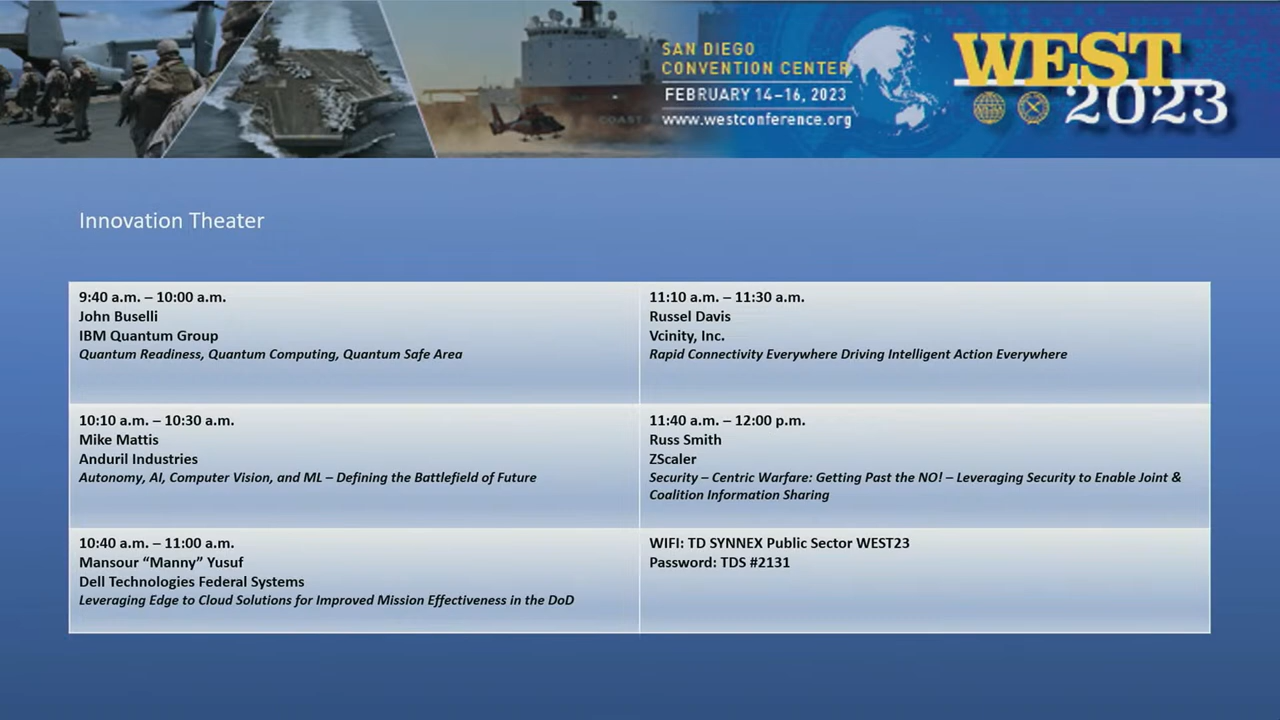 SAN DIEGO
CONVENTION CENTER
FEBRUARY 14–16, 2023
www.westconference.org
WEST
2023
Innovation Theater
9:40 a.m. – 10:00 a.m.
John Buselli
IBM Quantum Group
Quantum Readiness, Quantum Computing, Quantum Safe Area
11:10 a.m. – 11:30 a.m.
Russel Davis
Vcinity, Inc.
Rapid Connectivity Everywhere Driving Intelligent Action Everywhere
10:10 a.m. – 10:30 a.m.
Mike Mattis
Anduril Industries
Autonomy, AI, Computer Vision, and ML – Defining the Battlefield of Future
11:40 a.m. – 12:00 p.m.
Russ Smith
ZScaler
Security – Centric Warfare: Getting Past the NO! – Leveraging Security to Enable Joint &
Coalition Information Sharing
10:40 a.m. – 11:00 a.m.
Mansour “Manny” Yusuf
Dell Technologies Federal Systems
Leveraging Edge to Cloud Solutions for Improved Mission Effectiveness in the DoD
WIFI: TD SYNNEX Public Sector WEST23
Password: TDS #2131